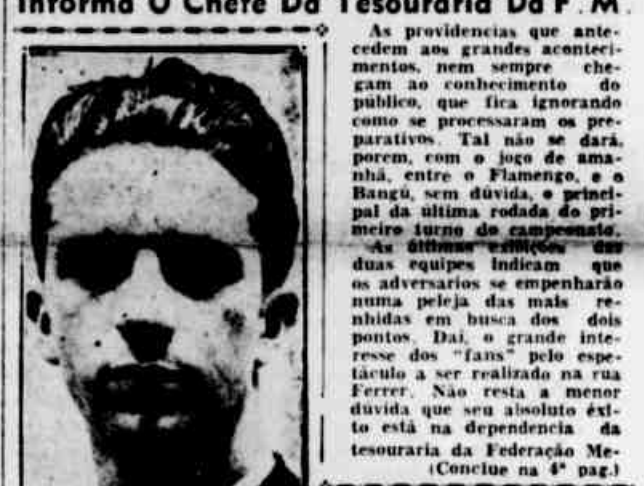 Informa O Chefe Da Tesouraria Da F. M.
As providencias que ante-
cedem aos grandes aconteci-
mentos, nem sempre che-
gam ao conhecimento do
público, que fica ignorando
como se processaram os pre-
parativos. Tal não se dará,
porem, com o jogo de ama-
nhã, entre o Flamengo, e o
Bangú, sem dúvida, o princi-
pal da ultima rodada do pri-
meiro turno do campeonato.
As últimas exibições das
duas equipes indicam que
os adversarios se empenharão
numa peleja das mais re-
nhidas em busca dos dois
pontos. Daí, o grande inte-
resse dos "fans" pelo espe-
táculo a ser realizado na rua
Ferrer. Não resta a menor
dúvida que seu absoluto êxi-
to está na dependencia da
tesouraria da Federação Me-
(Conclue na 4ª pag.)